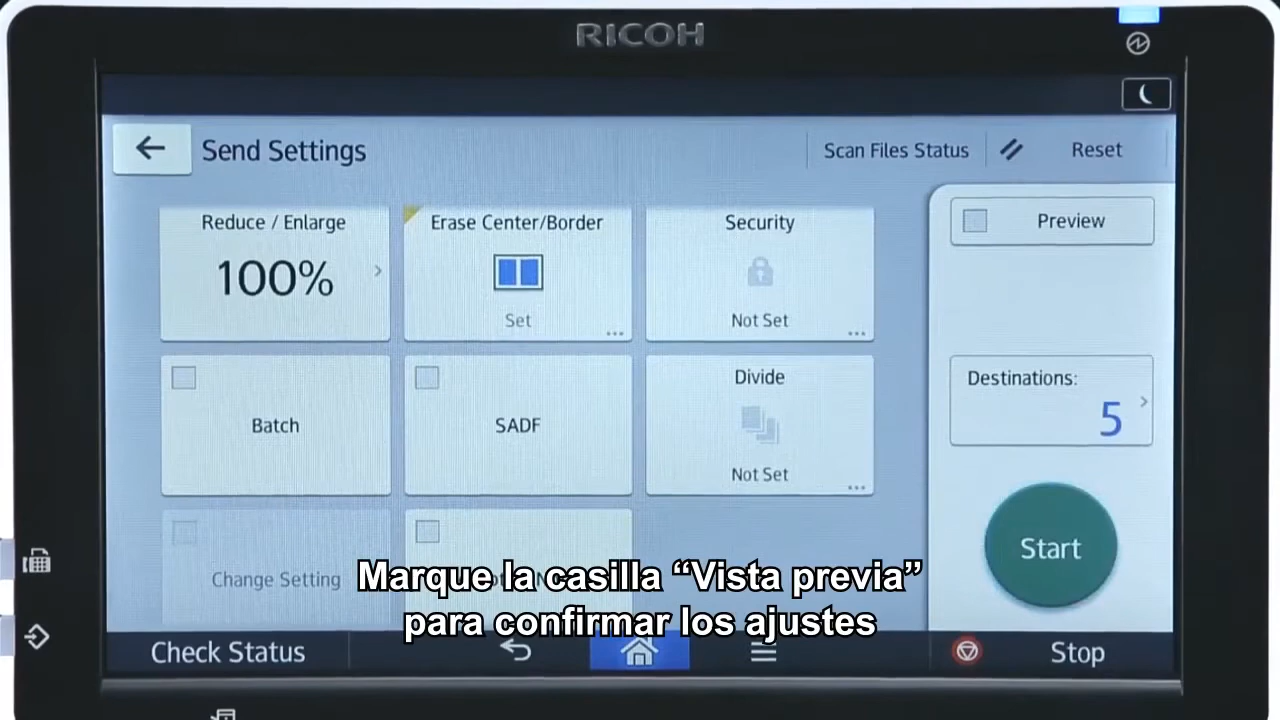 RICOH
Send Settings
Scan Files Status
Reset
Reduce / Enlarge
100%
Erase Center/Border
Set
Security
Not Set
Preview
Batch
SADF
Divide
Not Set
Destinations:
5
Change Setting
Start
Marque la casilla “Vista previa”
para confirmar los ajustes
Check Status
Stop